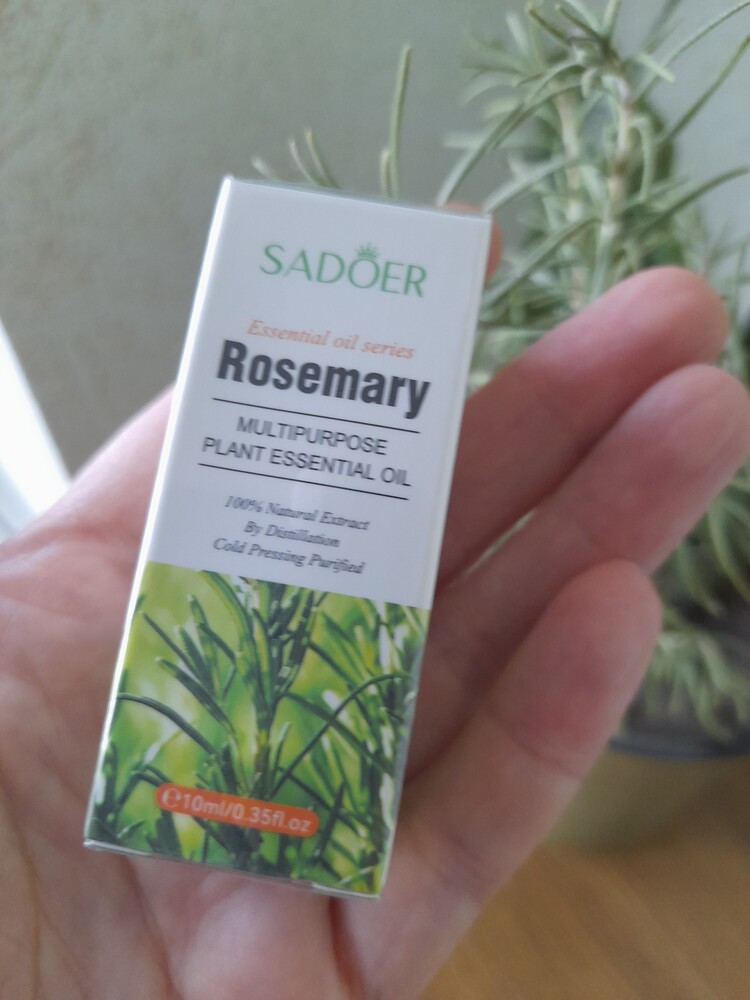 SADOER
Essential oil series
Rosemary
MULTIPURPOSE
PLANT ESSENTIAL OIL
100% Natural Extract
By Distillation
Cold Pressing Purified
℮10ml/0.35fl.oz